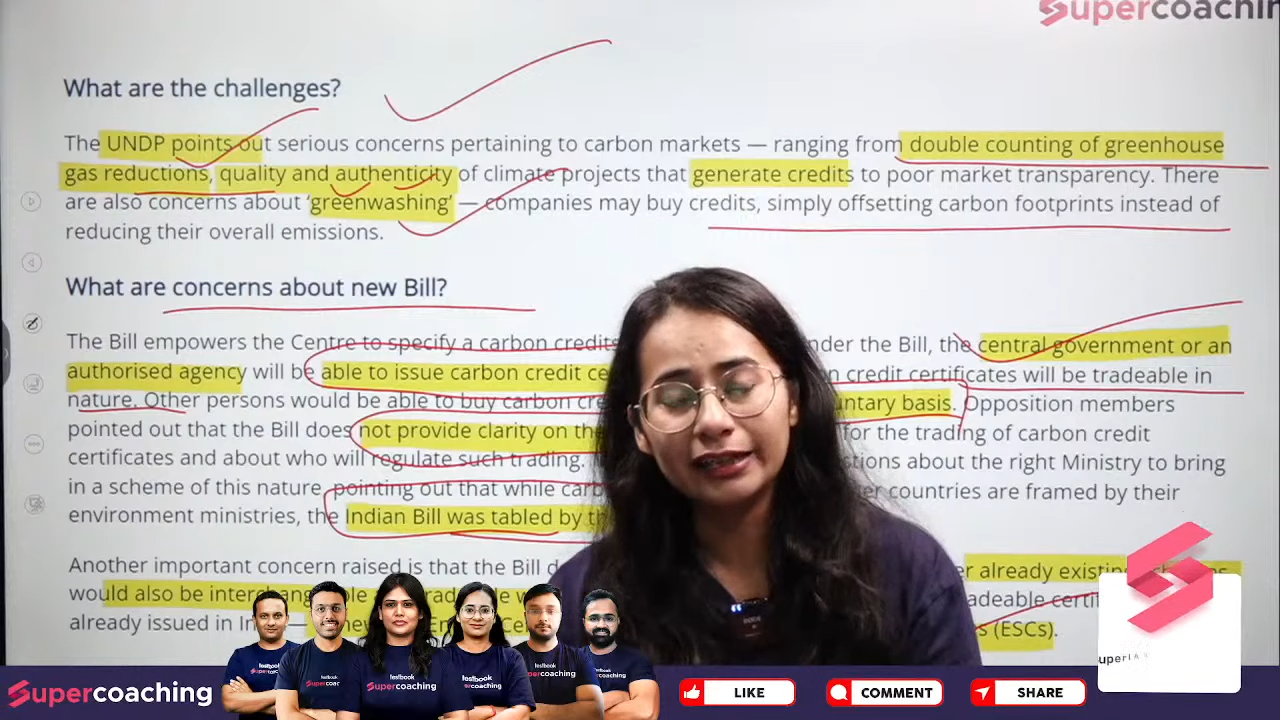 Supercoachin
What are the challenges?
The UNDP points out serious concerns pertaining to carbon markets — ranging from double counting of greenhouse
gas reductions, quality and authenticity of climate projects that generate credits to poor market transparency. There
are also concerns about ‘greenwashing’ — companies may buy credits, simply offsetting carbon footprints instead of
reducing their overall emissions.
What are concerns about new Bill?
The Bill empowers the Centre to specify a carbon credits nder the Bill, the central government or an
authorised agency will be able to issue carbon credit ce n credit certificates will be tradeable in
nature. Other persons would be able to buy carbon cre untary basis. Opposition members
pointed out that the Bill does not provide clarity on the for the trading of carbon credit
certificates and about who will regulate such trading. stions about the right Ministry to bring
in a scheme of this nature, pointing out that while carb er countries are framed by their
environment ministries, the Indian Bill was tabled by th
Another important concern raised is that the Bill d er already existing
would also be interchang adeable certi
already issued in In s (ESCs).
Supercoaching
testbook
Supercoaching
LIKE
COMMENT
SHARE